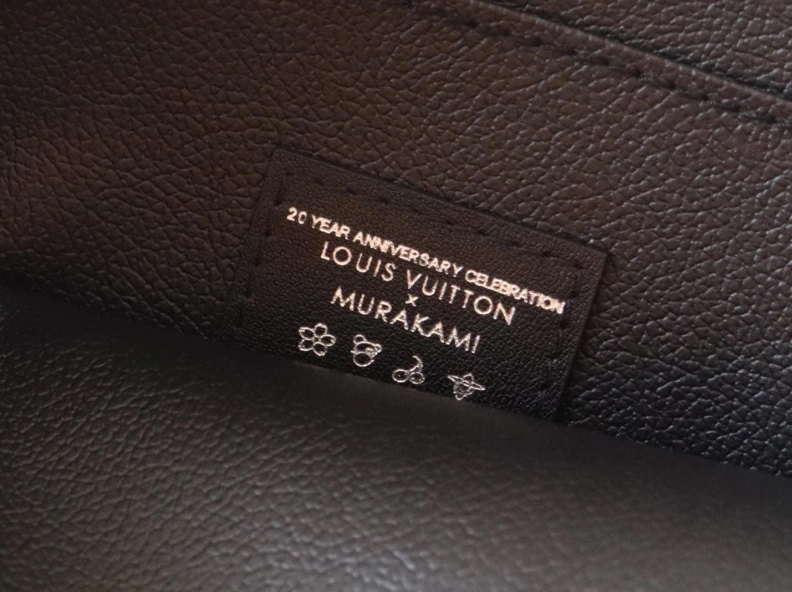 20 YEAR ANNIVERSARY CELEBRATION
LOUIS VUITTON
×
MURAKAMI